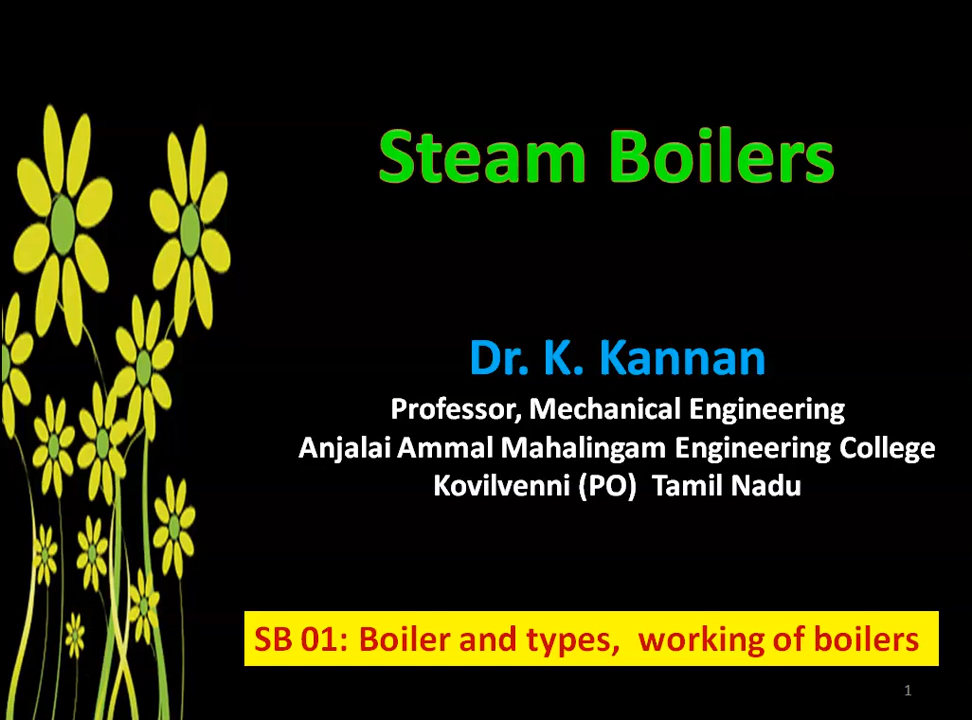 Steam Boilers
Dr. K. Kannan
Professor, Mechanical Engineering
Anjalai Ammal Mahalingam Engineering College
Kovilvenni (PO)  Tamil Nadu
SB 01: Boiler and types,  working of boilers
1